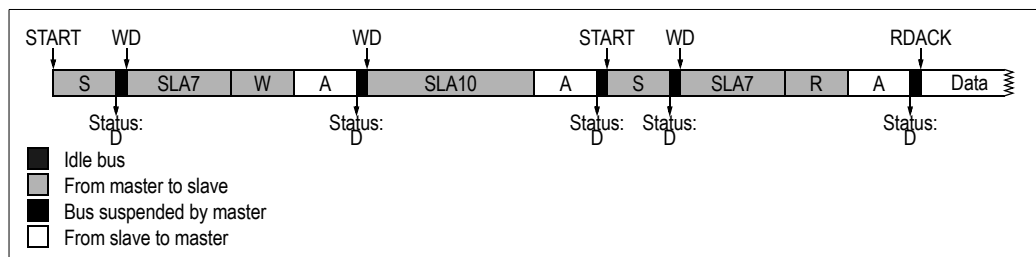 START WD WD START WD RDACK
S SLA7 W A SLA10 A S SLA7 R A Data
Status: Status: Status: Status: Status:
D D D D D
Idle bus
From master to slave
Bus suspended by master
From slave to master